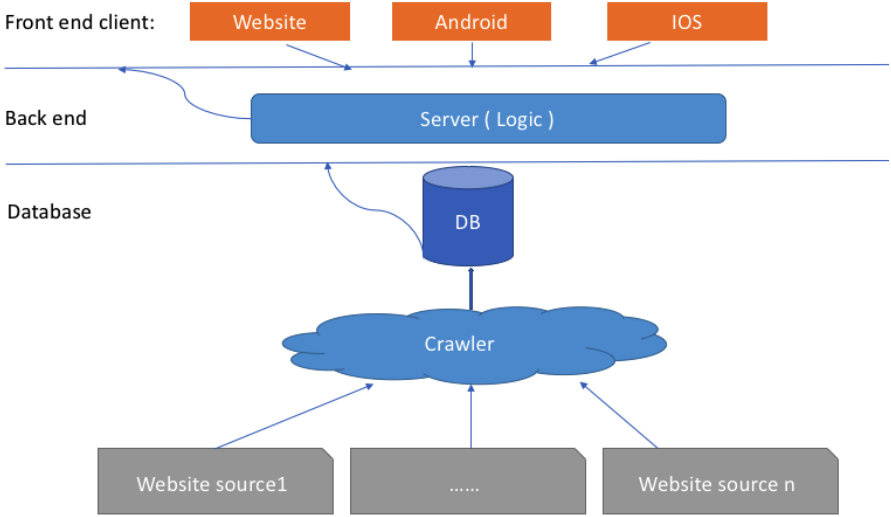 Front end client:
Website
Android
IOS
Back end
Server ( Logic )
Database
DB
Crawler
Website source1
......
Website source n